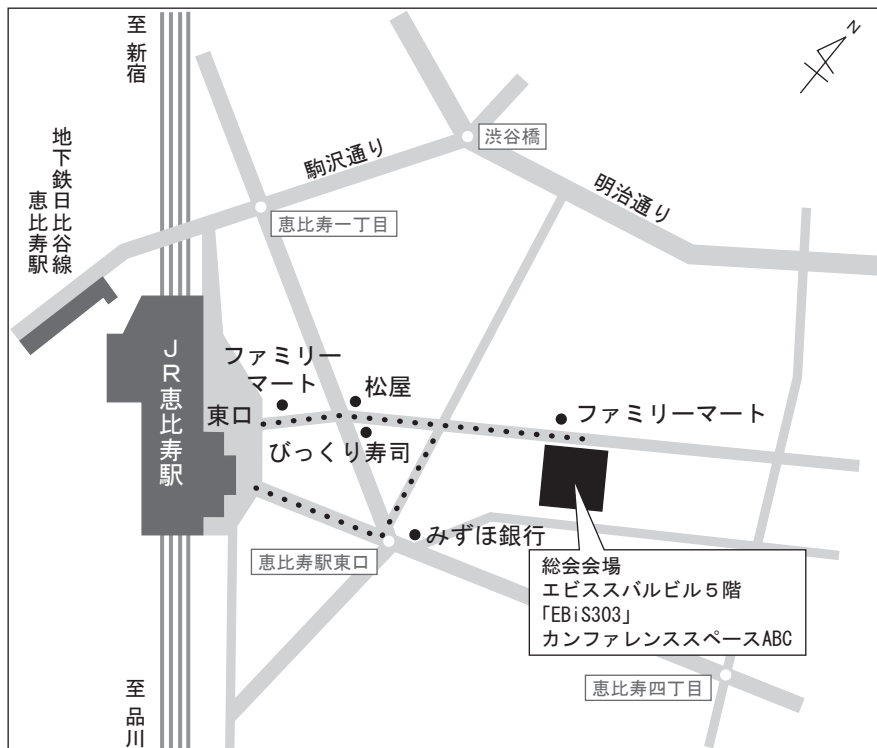 至新宿
N
渋谷橋
駒沢通り
明治通り
地下鉄日比谷線
恵比寿駅
恵比寿一丁目
JR恵比寿駅
東口
ファミリー
マート
松屋
びっくり寿司
ファミリーマート
みずほ銀行
恵比寿駅東口
総会会場
エビススバルビル5階
「EBiS303」
カンファレンススペースABC
恵比寿四丁目
至品川